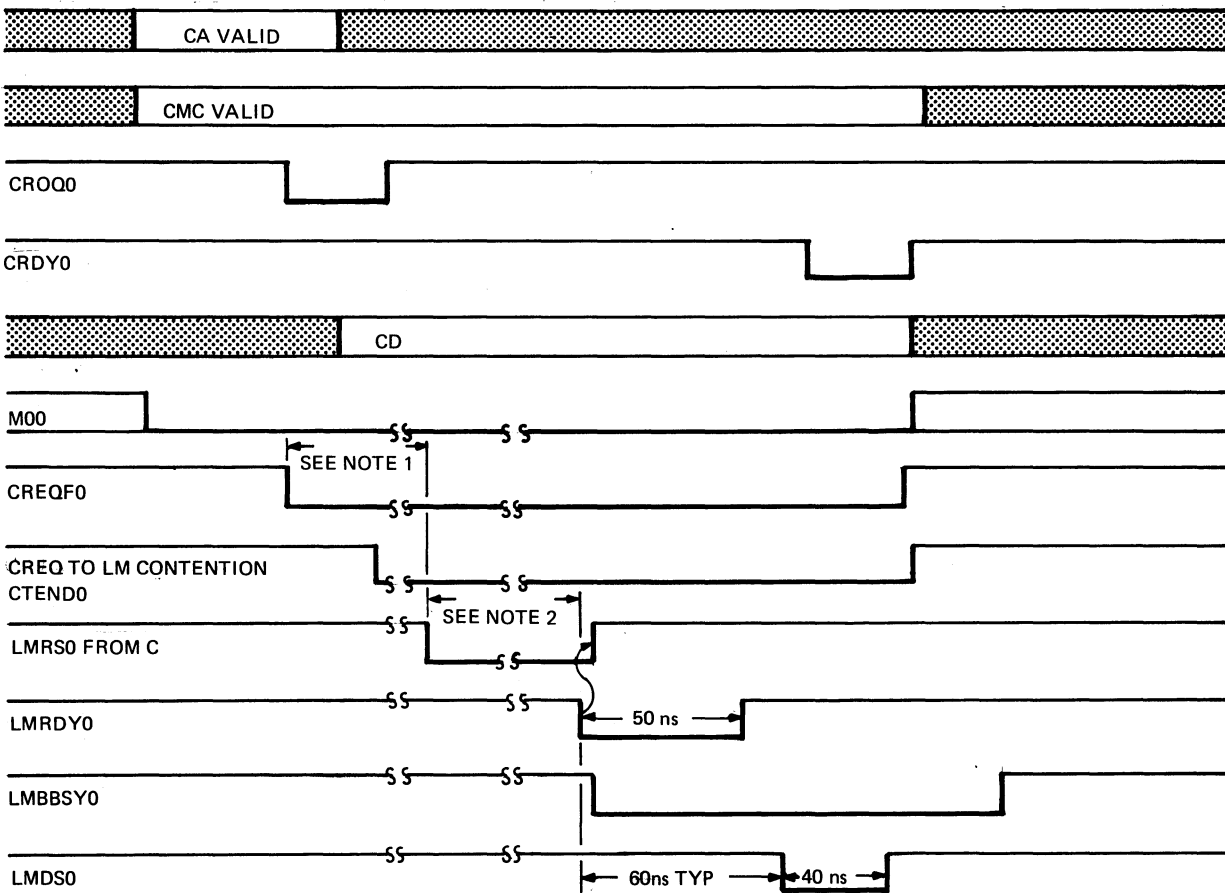 CA VALID
CMC VALID
CROQ0
CRDY0
CD
M00
SEE NOTE 1
CREQF0
CREQ TO LM CONTENTION
CTEND0
SEE NOTE 2
LMRS0 FROM C
50 ns
LMRDY0
LMBBSY0
LMDS0
60ns TYP
40 ns